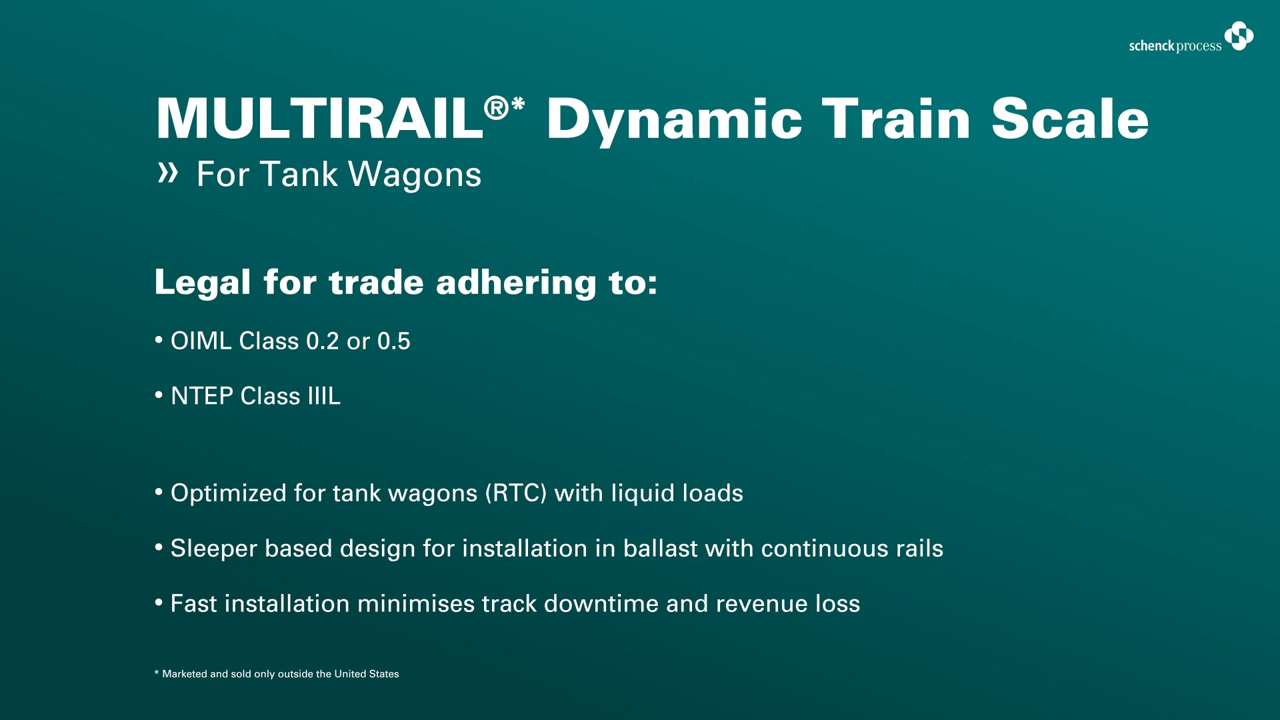 schenck process
MULTIRAIL®* Dynamic Train Scale
» For Tank Wagons
Legal for trade adhering to:
• OIML Class 0.2 or 0.5
• NTEP Class IIIL
• Optimized for tank wagons (RTC) with liquid loads
• Sleeper based design for installation in ballast with continuous rails
• Fast installation minimises track downtime and revenue loss
* Marketed and sold only outside the United States